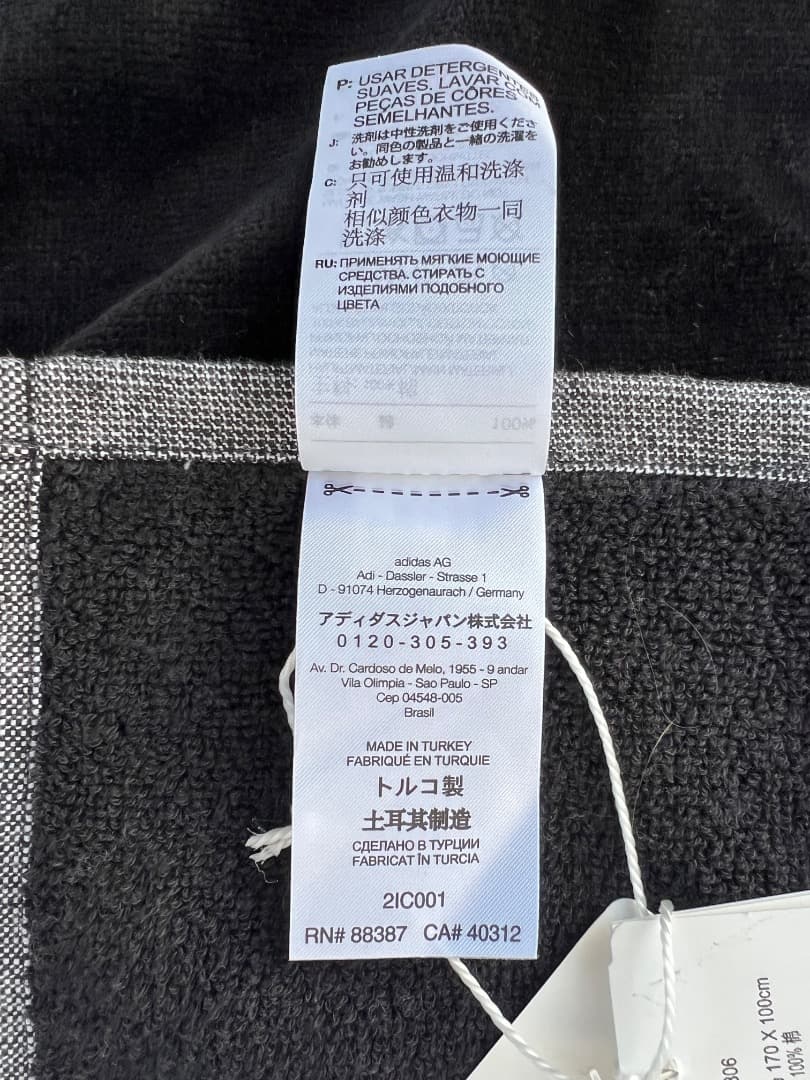 P: USAR DETERGENTES
SUAVES. LAVAR COM
PEÇAS DE CÔRES
SEMELHANTES.
J: 洗剤は中性洗剤をご使用くださ
い。同色の製品と一緒の洗濯を
お勧めします。
C: 只可使用温和洗涤
剂
相似颜色衣物一同
洗涤
RU: ПРИМЕНЯТЬ МЯГКИЕ МОЮЩИЕ
СРЕДСТВА. СТИРАТЬ С
ИЗДЕЛИЯМИ ПОДОБНОГО
ЦВЕТА
adidas AG
Adi - Dassler - Strasse 1
D - 91074 Herzogenaurach / Germany
アディダスジャパン株式会社
0120-305-393
Av. Dr. Cardoso de Melo, 1955 - 9 andar
Vila Olimpia - Sao Paulo - SP
Cep 04548-005
Brasil
MADE IN TURKEY
FABRIQUÉ EN TURQUIE
トルコ製
土耳其制造
СДЕЛАНО В ТУРЦИИ
FABRICAT ÎN TURCIA
2IC001
RN# 88387 CA# 40312
170 X 100cm
100% 棉